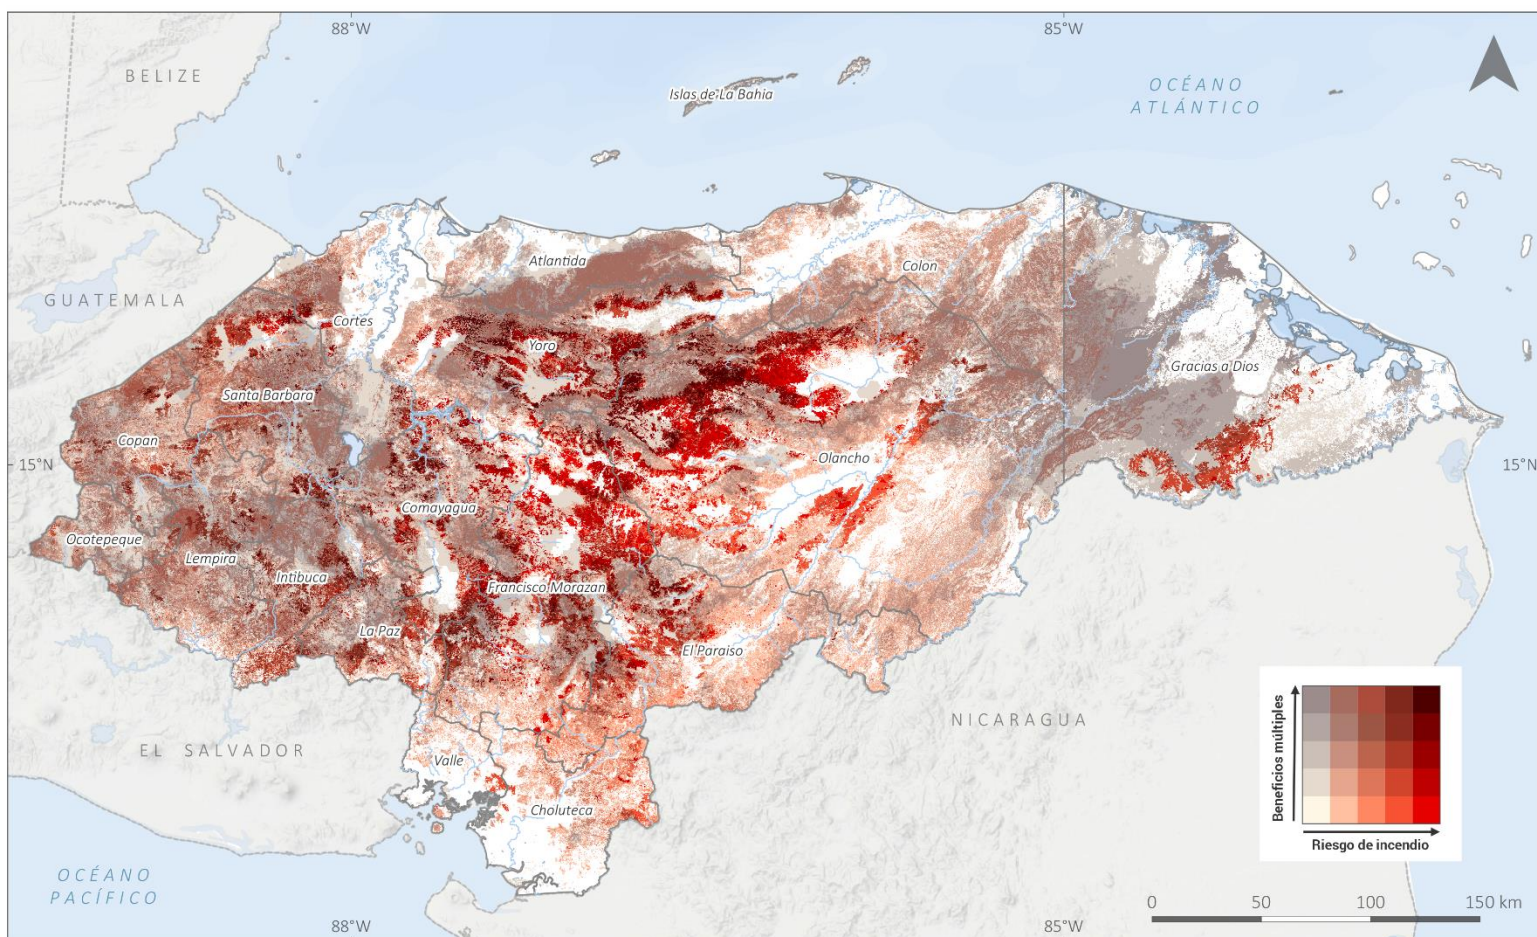 88°W
85°W
BELIZE
Islas de La Bahia
OCÉANO
ATLÁNTICO
Atlantida
Colon
GUATEMALA
Cortes
Yoro
Gracias a Dios
Santa Barbara
Copan
15°N
Olancho
15°N
Comayagua
Ocotepeque
Lempira
Intibuca
Francisco Morazan
La Paz
El Paraiso
NICARAGUA
EL SALVADOR
Valle
Choluteca
Beneficios múltiples
Riesgo de incendio
OCÉANO
PACÍFICO
88°W
85°W
0 50 100 150 km